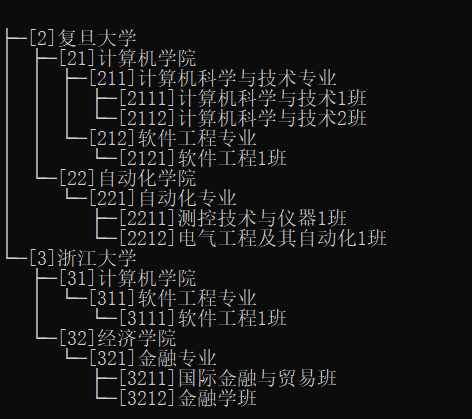 [2]复旦大学
[21]计算机学院
[211]计算机科学与技术专业
[2111]计算机科学与技术1班
[2112]计算机科学与技术2班
[212]软件工程专业
[2121]软件工程1班
[22]自动化学院
[221]自动化专业
[2211]测控技术与仪器1班
[2212]电气工程及其自动化1班
[3]浙江大学
[31]计算机学院
[311]软件工程专业
[3111]软件工程1班
[32]经济学院
[321]金融专业
[3211]国际金融与贸易班
[3212]金融学班